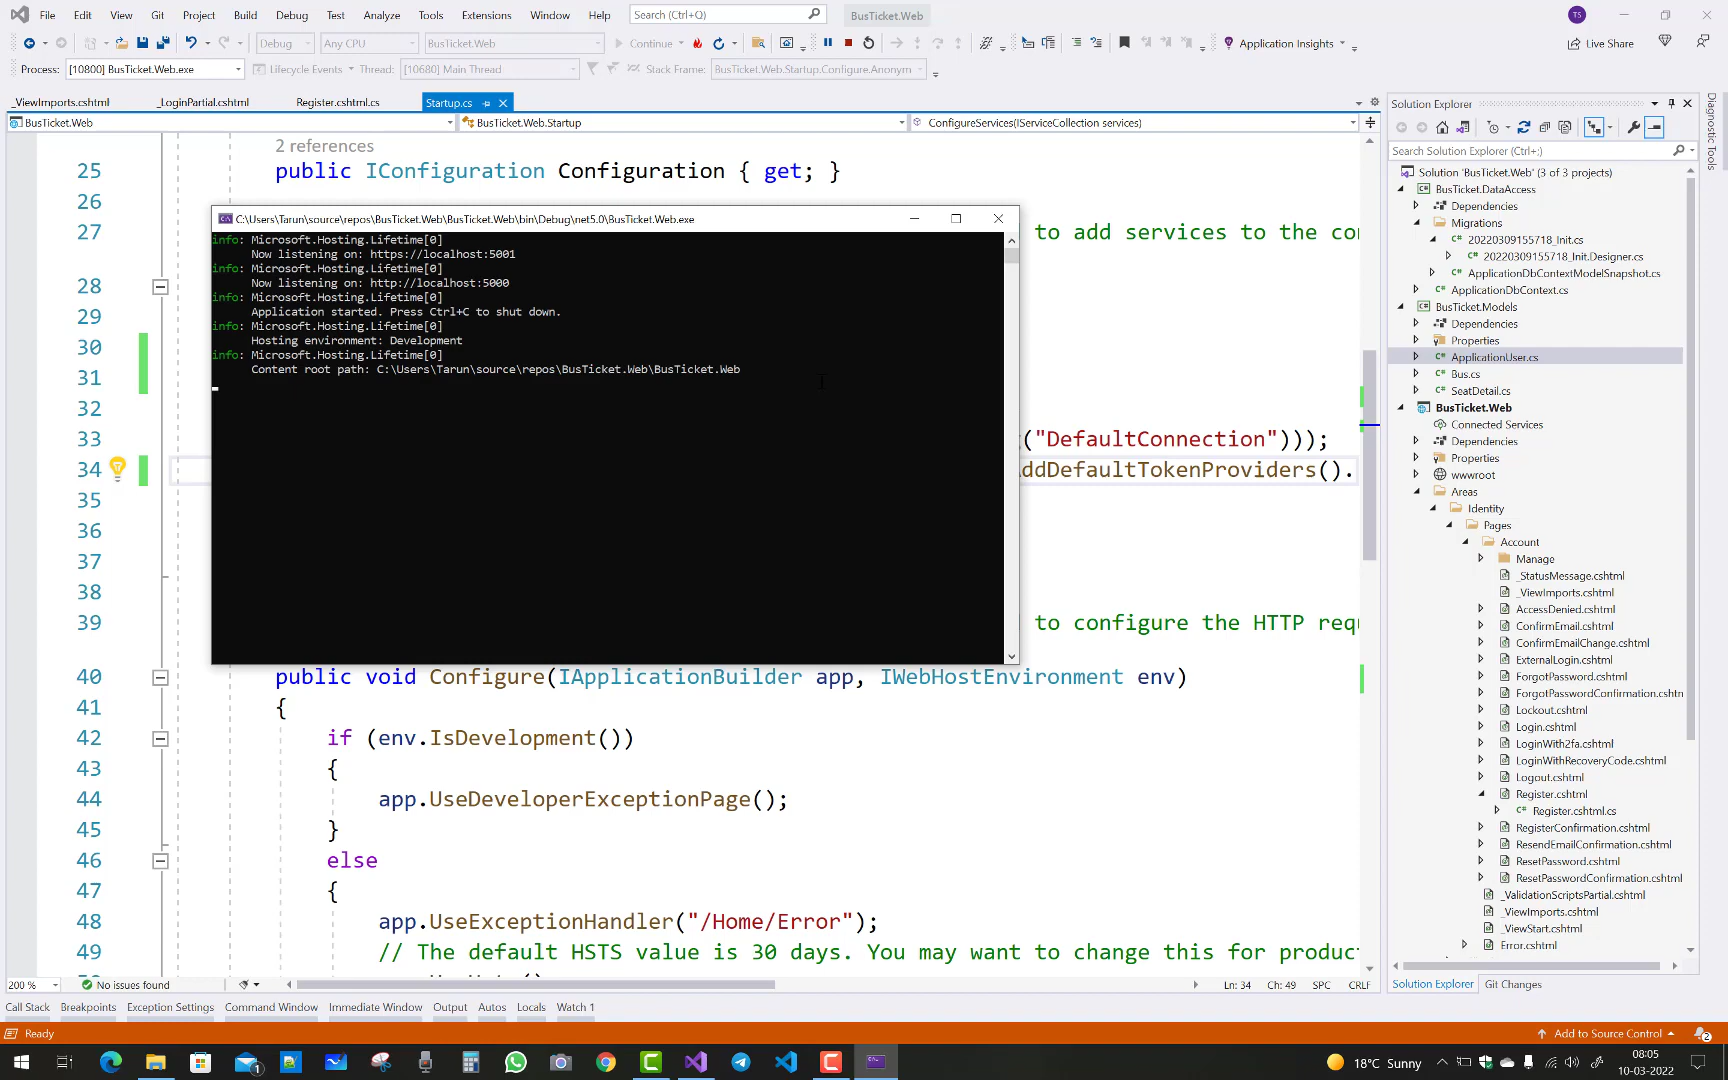 File Edit View Git Project Build Debug Test Analyze Tools Extensions Window Help Search (Ctrl+Q) BusTicket.Web TS
Debug Any CPU BusTicket.Web Continue Application Insights Live Share
Process: [10800] BusTicket.Web.exe Lifecycle Events Thread: [10680] Main Thread Stack Frame: BusTicket.Web.Startup.Configure.Anonym
_ViewImports.cshtml _LoginPartial.cshtml Register.cshtml.cs Startup.cs
BusTicket.Web BusTicket.Web.Startup ConfigureServices(IServiceCollection services)
2 references
25 public IConfiguration Configuration { get; }
26
27 to add services to the con
28
29
30
31
32
33 ("DefaultConnection")));
34 AddDefaultTokenProviders().
35
36
37
38
39 to configure the HTTP requ
40 public void Configure(IApplicationBuilder app, IWebHostEnvironment env)
41 {
42 if (env.IsDevelopment())
43 {
44 app.UseDeveloperExceptionPage();
45 }
46 else
47 {
48 app.UseExceptionHandler("/Home/Error");
49 // The default HSTS value is 30 days. You may want to change this for product
C:\Users\Tarun\source\repos\BusTicket.Web\BusTicket.Web\bin\Debug\net5.0\BusTicket.Web.exe
info: Microsoft.Hosting.Lifetime[0]
Now listening on: https://localhost:5001
info: Microsoft.Hosting.Lifetime[0]
Now listening on: http://localhost:5000
info: Microsoft.Hosting.Lifetime[0]
Application started. Press Ctrl+C to shut down.
info: Microsoft.Hosting.Lifetime[0]
Hosting environment: Development
info: Microsoft.Hosting.Lifetime[0]
Content root path: C:\Users\Tarun\source\repos\BusTicket.Web\BusTicket.Web
Solution Explorer
Search Solution Explorer (Ctrl+;)
Solution 'BusTicket.Web' (3 of 3 projects)
BusTicket.DataAccess
Dependencies
Migrations
20220309155718_Init.cs
20220309155718_Init.Designer.cs
ApplicationDbContextModelSnapshot.cs
ApplicationDbContext.cs
BusTicket.Models
Dependencies
Properties
ApplicationUser.cs
Bus.cs
SeatDetail.cs
BusTicket.Web
Connected Services
Dependencies
Properties
wwwroot
Areas
Identity
Pages
Account
Manage
_StatusMessage.cshtml
_ViewImports.cshtml
AccessDenied.cshtml
ConfirmEmail.cshtml
ConfirmEmailChange.cshtml
ExternalLogin.cshtml
ForgotPassword.cshtml
ForgotPasswordConfirmation.cshtn
Lockout.cshtml
Login.cshtml
LoginWith2fa.cshtml
LoginWithRecoveryCode.cshtml
Logout.cshtml
Register.cshtml
Register.cshtml.cs
RegisterConfirmation.cshtml
ResendEmailConfirmation.cshtml
ResetPassword.cshtml
ResetPasswordConfirmation.cshtml
_ValidationScriptsPartial.cshtml
_ViewImports.cshtml
_ViewStart.cshtml
Error.cshtml
Solution Explorer Git Changes
Diagnostic Tools
200 % No issues found Ln: 34 Ch: 49 SPC CRLF
Call Stack Breakpoints Exception Settings Command Window Immediate Window Output Autos Locals Watch 1
Ready Add to Source Control 2
1 18°C Sunny 08:05
10-03-2022